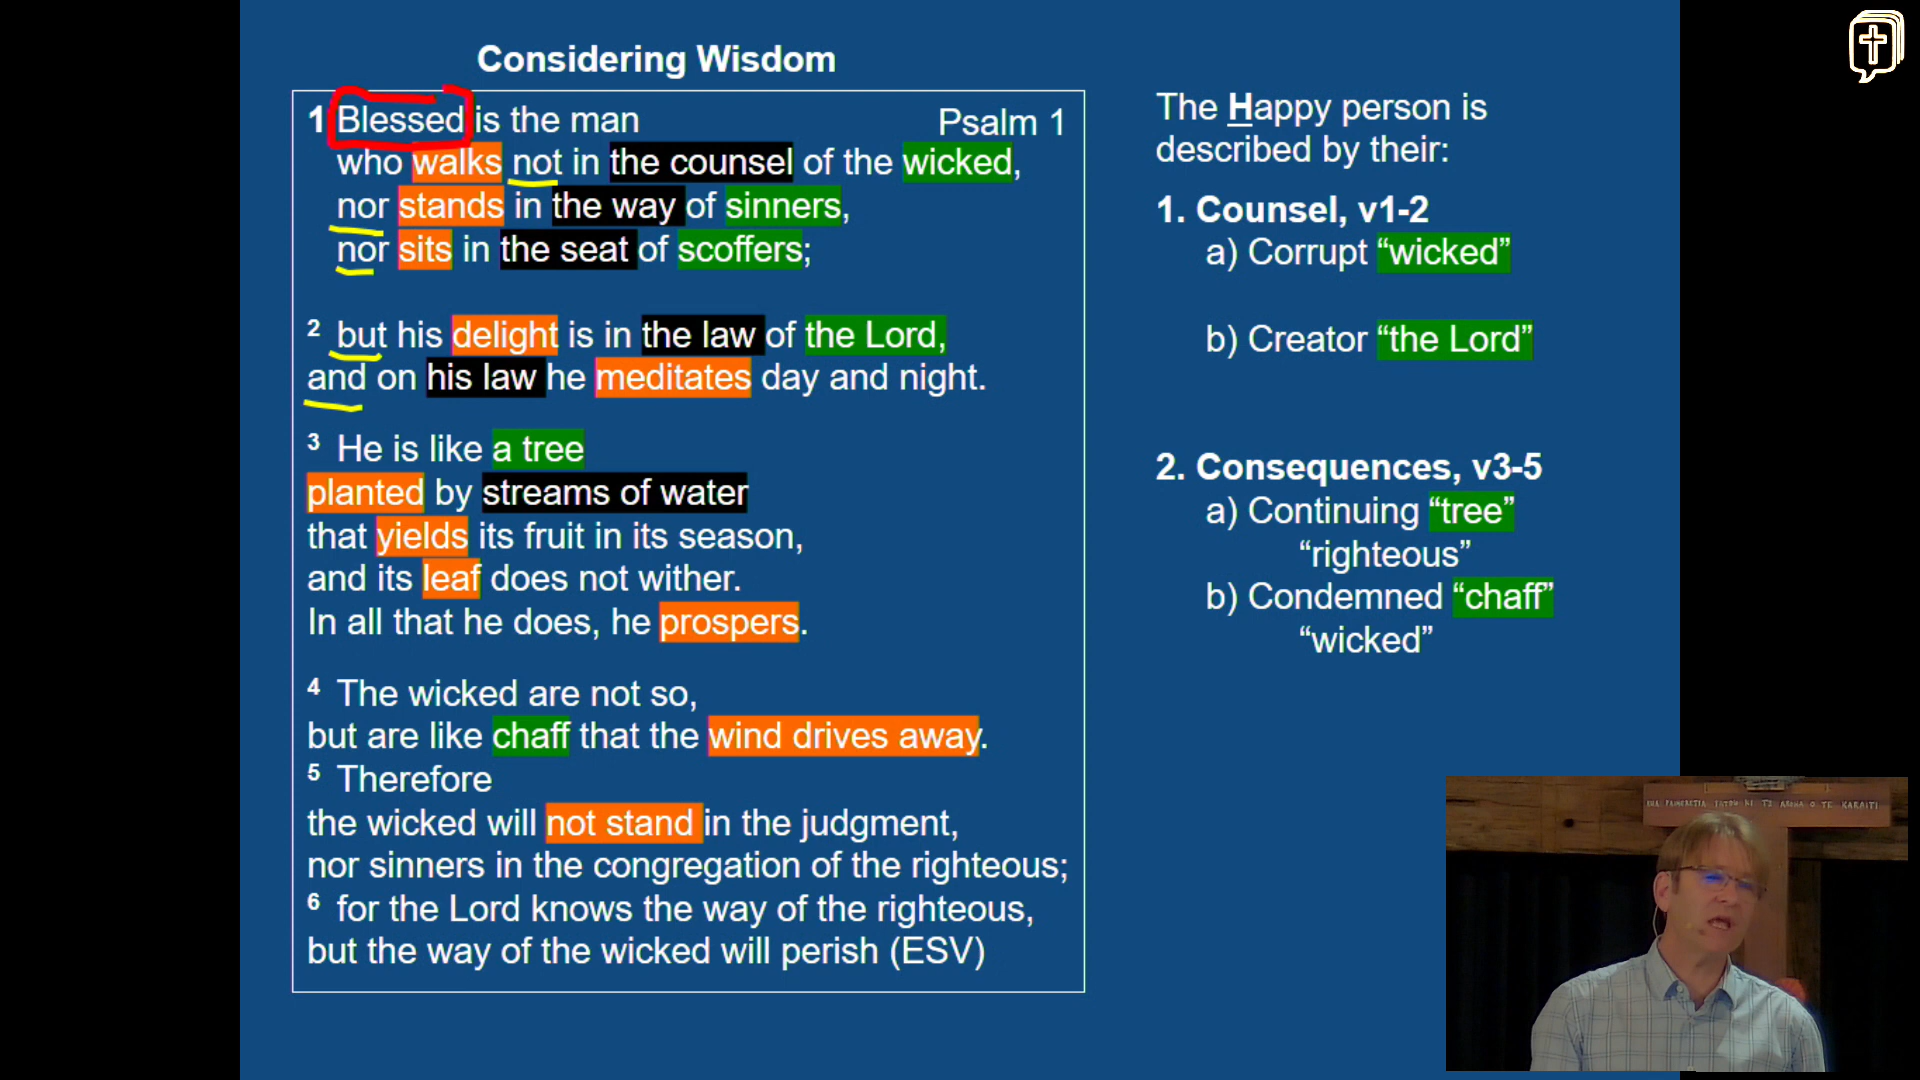 Considering Wisdom
1 Blessed is the man
Psalm 1
who walks not in the counsel of the wicked,
nor stands in the way of sinners,
nor sits in the seat of scoffers;
2 but his delight is in the law of the Lord,
and on his law he meditates day and night.
3 He is like a tree
planted by streams of water
that yields its fruit in its season,
and its leaf does not wither.
In all that he does, he prospers.
4 The wicked are not so,
but are like chaff that the wind drives away.
5 Therefore
the wicked will not stand in the judgment,
nor sinners in the congregation of the righteous;
6 for the Lord knows the way of the righteous,
but the way of the wicked will perish (ESV)
The Happy person is
described by their:
1. Counsel, v1-2
a) Corrupt “wicked”
b) Creator “the Lord”
2. Consequences, v3-5
a) Continuing “tree”
“righteous”
b) Condemned “chaff”
“wicked”
TE AROHA O TE KARAITI